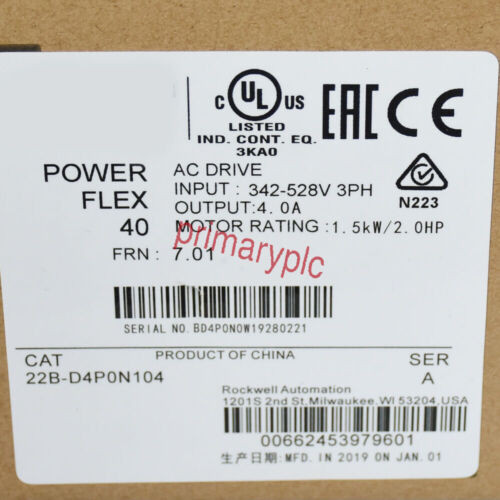 C UL US
LISTED
IND. CONT. EQ.
3KA0
EAC CE
N223
POWER
FLEX
40
FRN : 7.01
AC DRIVE
INPUT : 342-528V 3PH
OUTPUT:4.0A
MOTOR RATING :1.5kW/2.0HP
primaryplc
SERIAL NO. BD4P0N0W19280221
PRODUCT OF CHINA
CAT
22B-D4P0N104
SER
A
Rockwell Automation
1201S 2nd St.Milwaukee.WI 53204,USA
00662453979601
生产日期:MFD. IN 2019 ON JAN. 01